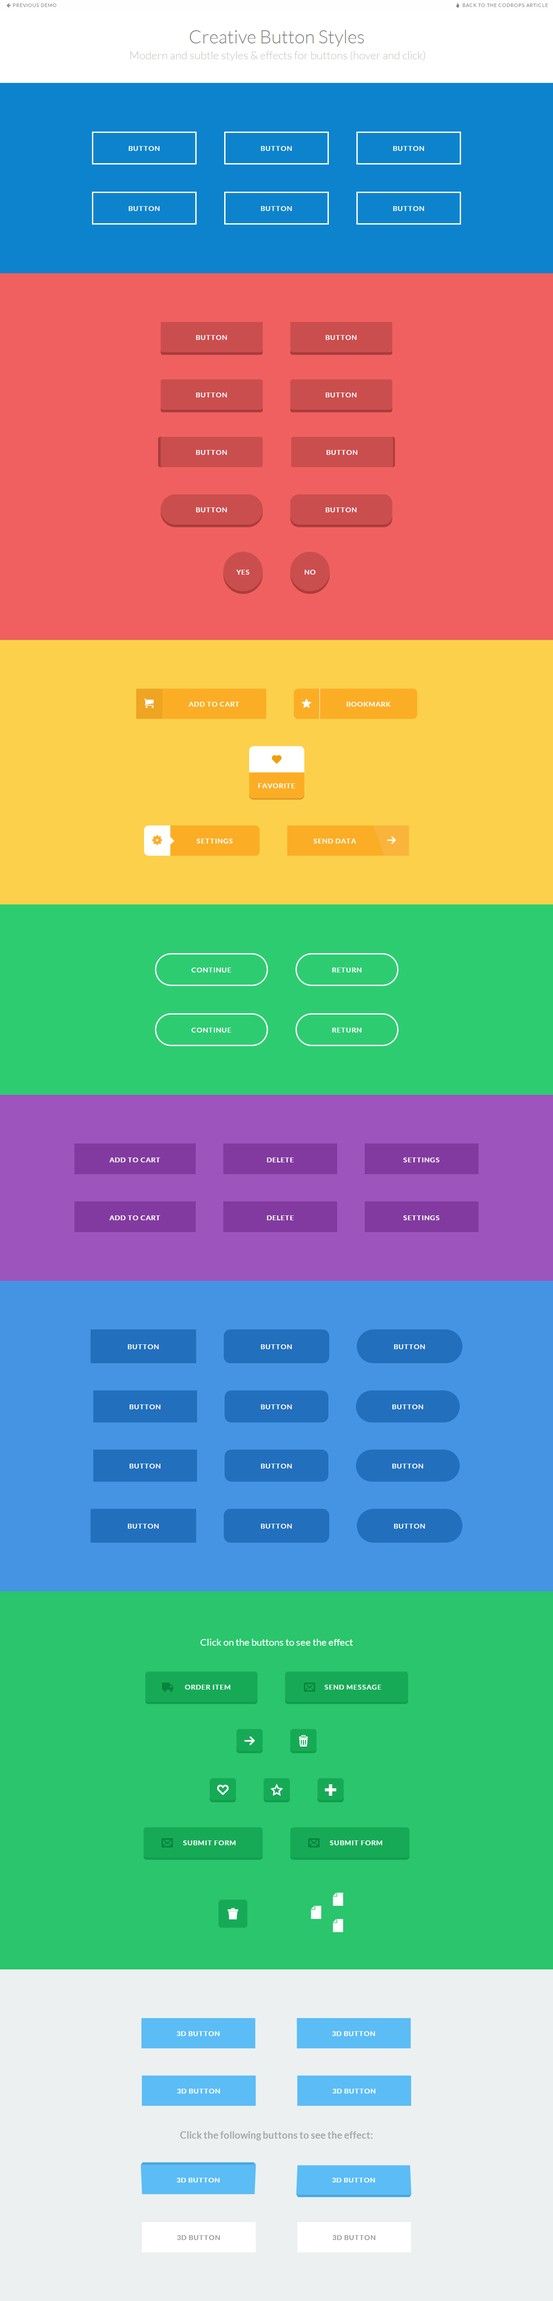 PREVIOUS DEMO BACK TO THE CODROPS ARTICLE
Creative Button Styles
Modern and subtle styles & effects for buttons (hover and click)
BUTTON BUTTON BUTTON
BUTTON BUTTON BUTTON
BUTTON BUTTON
BUTTON BUTTON
BUTTON BUTTON
BUTTON BUTTON
YES NO
ADD TO CART BOOKMARK
FAVORITE
SETTINGS SEND DATA
CONTINUE RETURN
CONTINUE RETURN
ADD TO CART DELETE SETTINGS
ADD TO CART DELETE SETTINGS
BUTTON BUTTON BUTTON
BUTTON BUTTON BUTTON
BUTTON BUTTON BUTTON
BUTTON BUTTON BUTTON
Click on the buttons to see the effect
ORDER ITEM SEND MESSAGE
SUBMIT FORM SUBMIT FORM
3D BUTTON 3D BUTTON
3D BUTTON 3D BUTTON
Click the following buttons to see the effect:
3D BUTTON 3D BUTTON
3D BUTTON 3D BUTTON